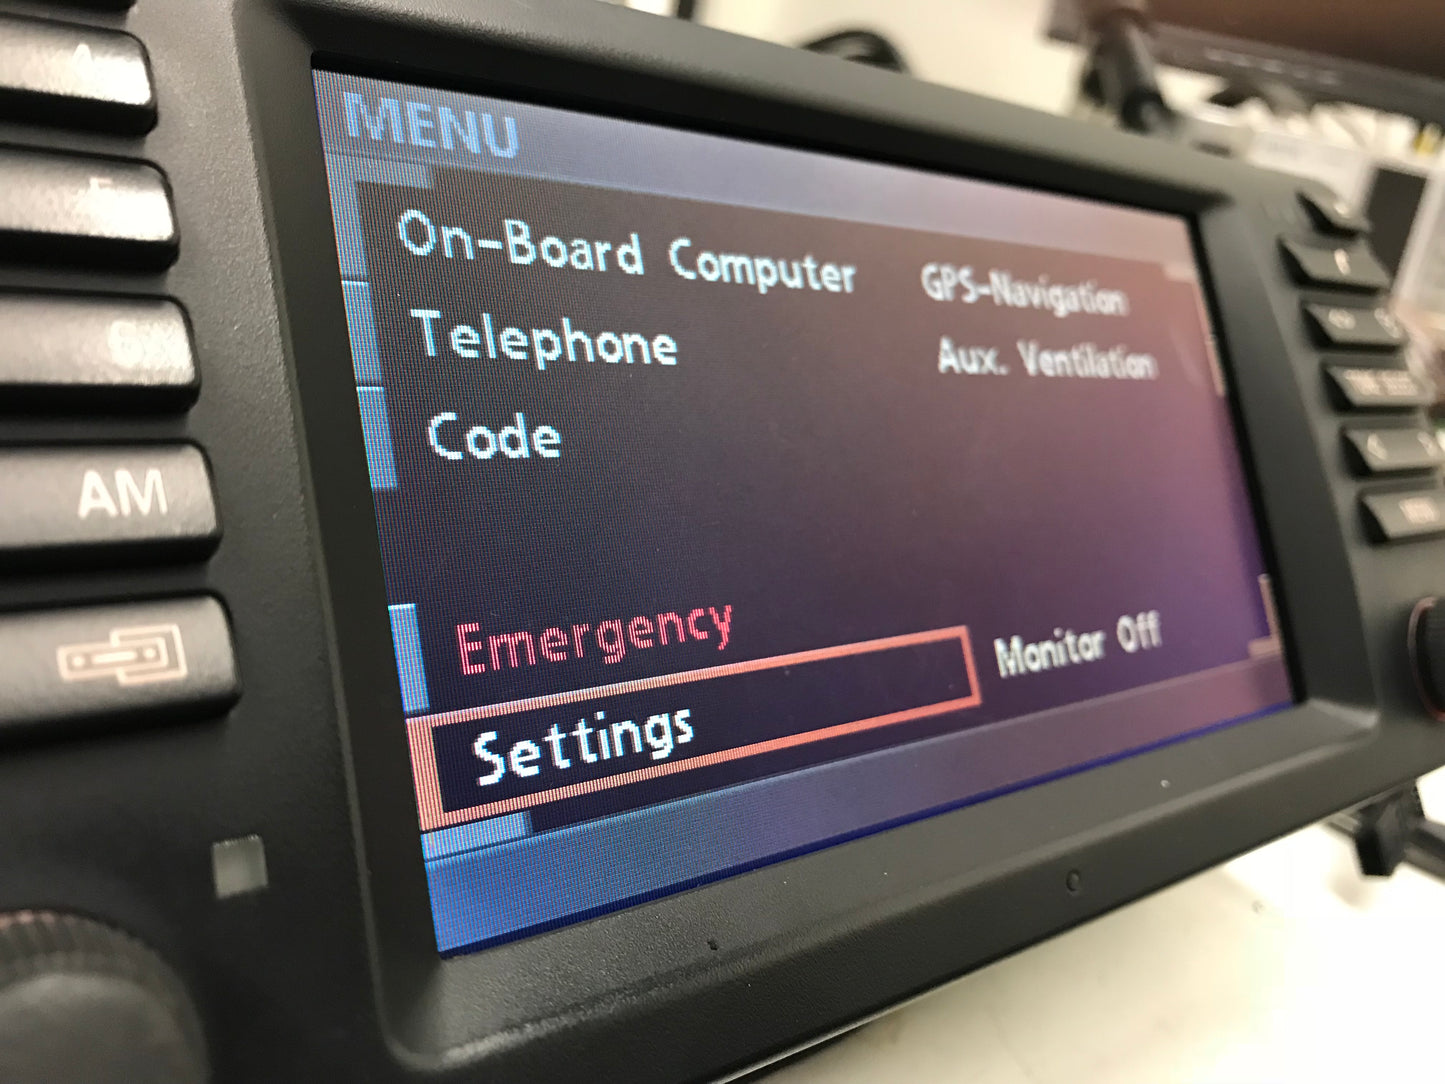 MENU
On-Board Computer
GPS-Navigation
Telephone
Aux. Ventilation
Code
Emergency
Monitor Off
Settings
AM